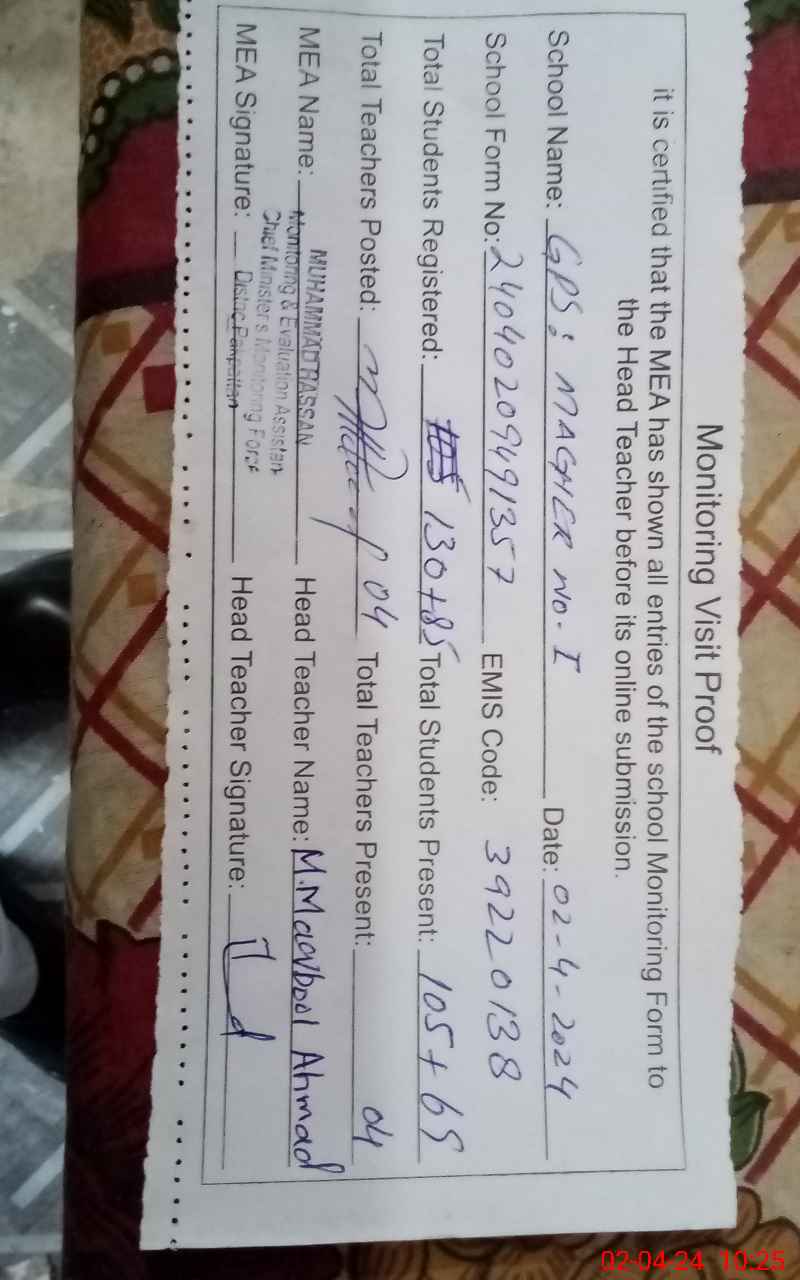 Monitoring Visit Proof
it is certified that the MEA has shown all entries of the school Monitoring Form to
the Head Teacher before its online submission.
School Name: GPS: MAGHER NO. I Date: 02-4-2024
School Form No: 24040209491357 EMIS Code: 39220138
Total Students Registered: 130+85 Total Students Present: 105+65
Total Teachers Posted: 04 Total Teachers Present: 04
MEA Name: MUHAMMAD HASSAN Head Teacher Name: M.Maqbool Ahmad
Monitoring & Evaluation Assistan
Chief Minister s Monitoring Force
MEA Signature: District Pakpattan Head Teacher Signature:
02-04-24 10:25